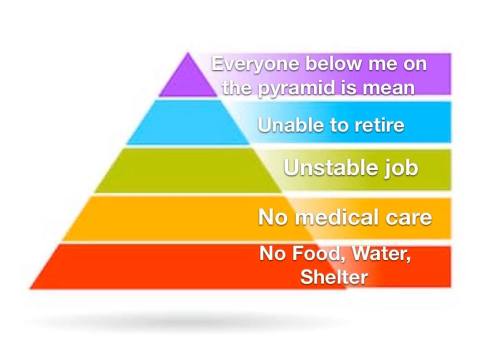 Everyone below me on
the pyramid is mean
Unable to retire
Unstable job
No medical care
No Food, Water,
Shelter